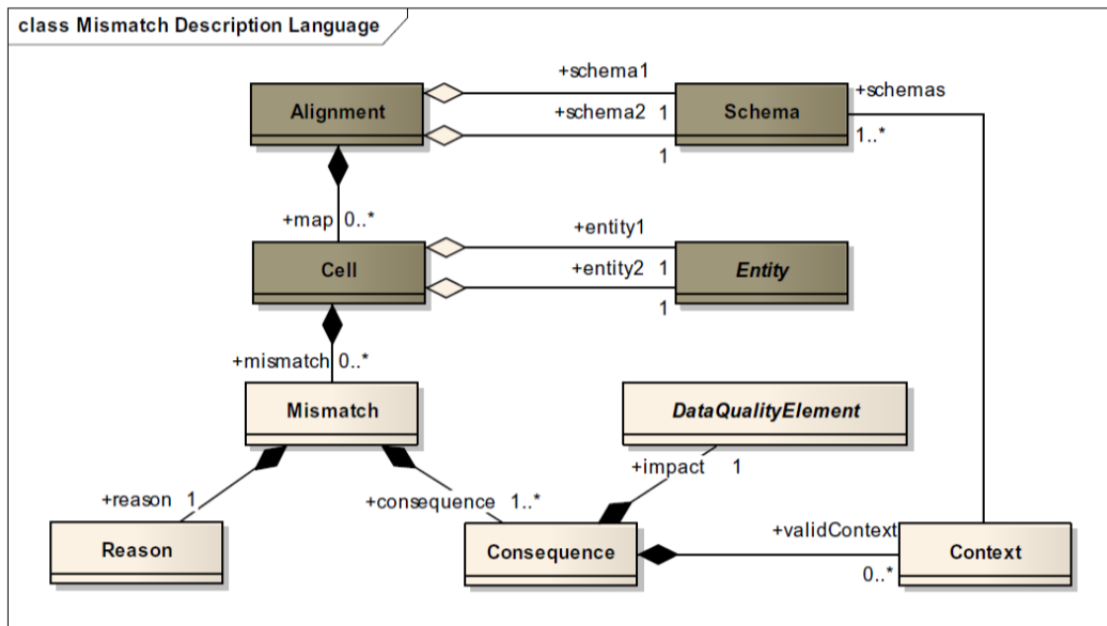 class Mismatch Description Language
+schema1
+schemas
Alignment
+schema2 1
Schema
1
1..*
+map 0..*
+entity1
Cell
+entity2 1
Entity
1
+mismatch 0..*
Mismatch
DataQualityElement
+impact 1
+reason 1
+consequence 1..*
+validContext
Reason
Consequence
Context
0..*